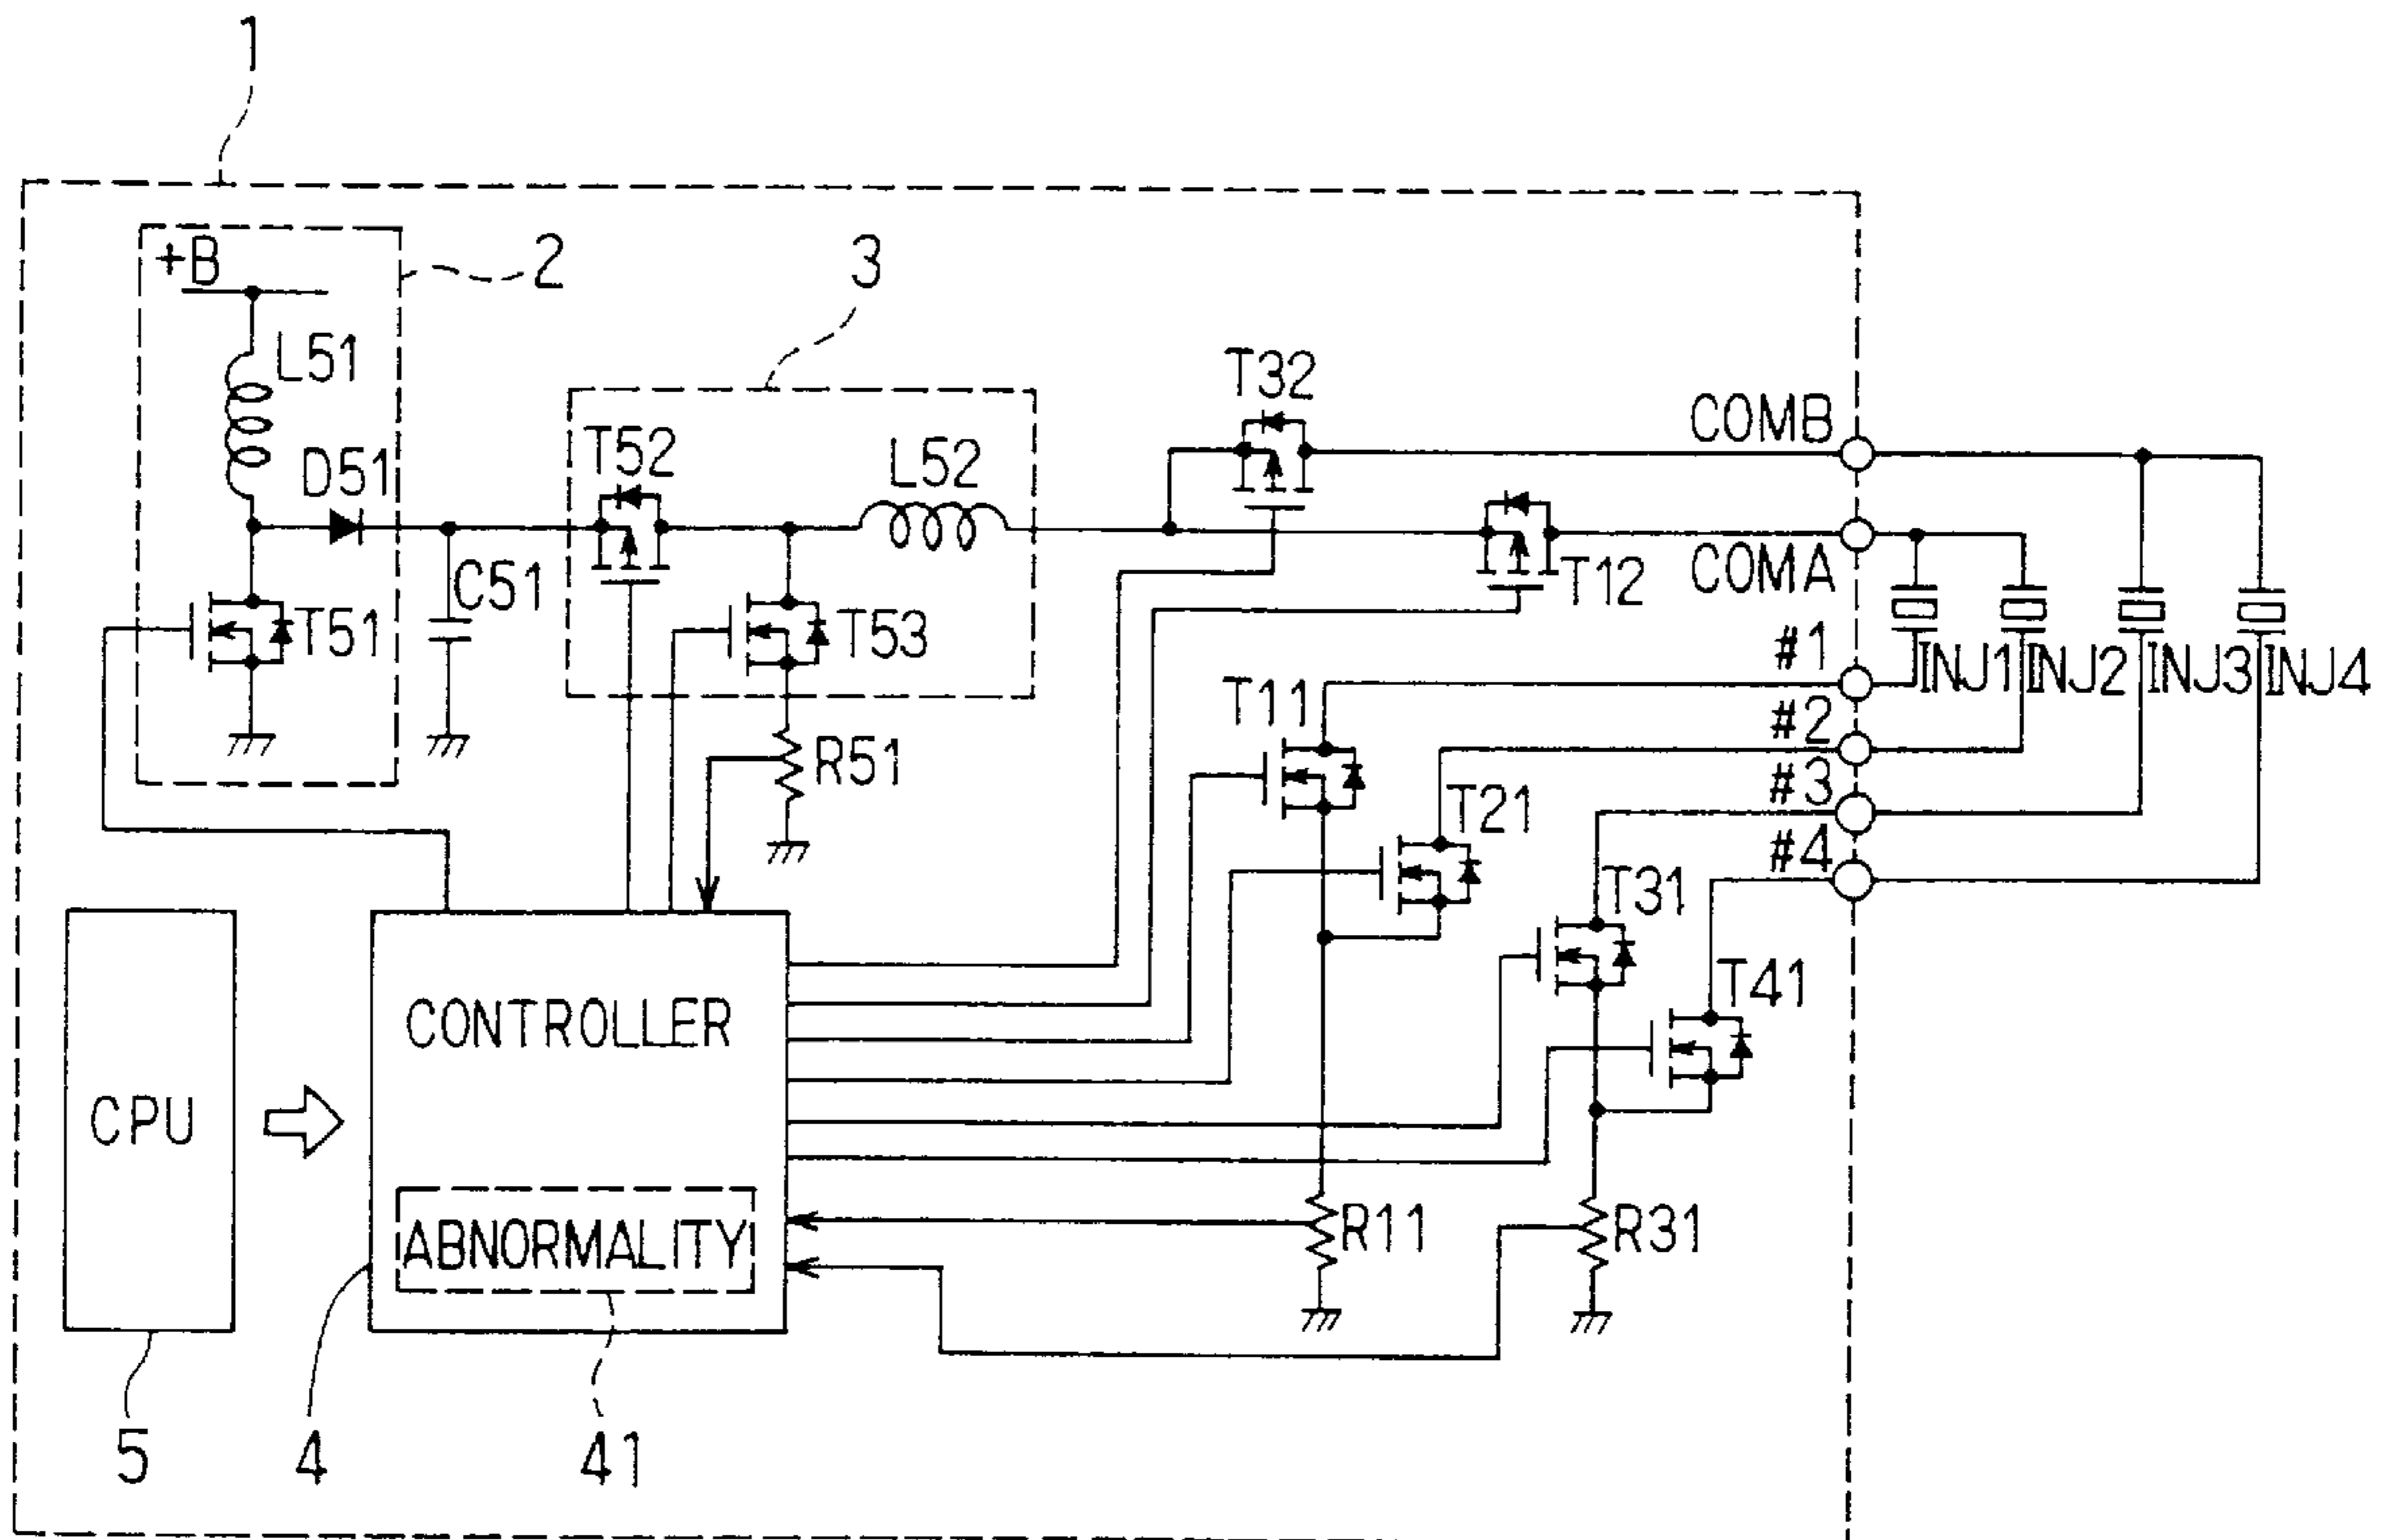 1
+B
2
3
L51
T32
COMB
D51
T52
L52
C51
COMA
T12
T51
T53
#1
INJ1
INJ2
INJ3
INJ4
T11
#2
R51
#3
T21
#4
T31
T41
CONTROLLER
CPU
ABNORMALITY
R11
R31
5
4
41